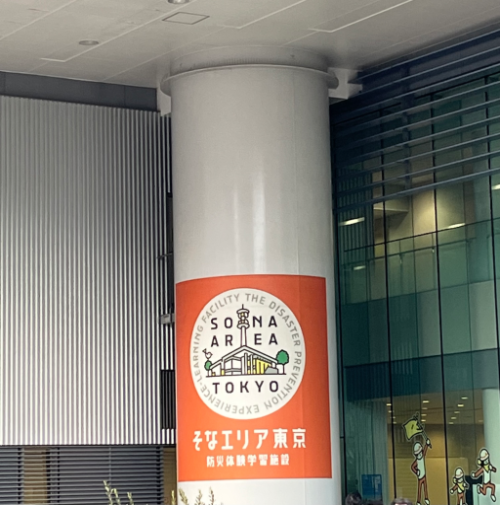 THE DISASTER PREVENTION EXPERIENCE-LEARNING FACILITY
SONA
AREA
TOKYO
そなエリア東京
防災体験学習施設